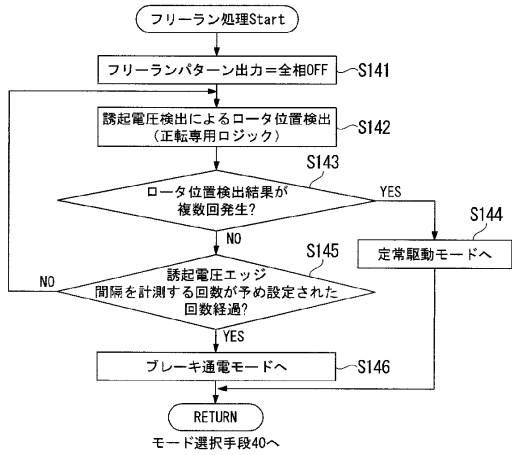 フリーラン処理Start
フリーランパターン出力=全相OFF
S141
誘起電圧検出によるロータ位置検出
(正転専用ロジック)
S142
S143
ロータ位置検出結果が
複数回発生?
YES
NO
S144
定常駆動モードへ
S145
誘起電圧エッジ
間隔を計測する回数が予め設定された
回数経過?
NO
YES
ブレーキ通電モードへ
S146
RETURN
モード選択手段40へ